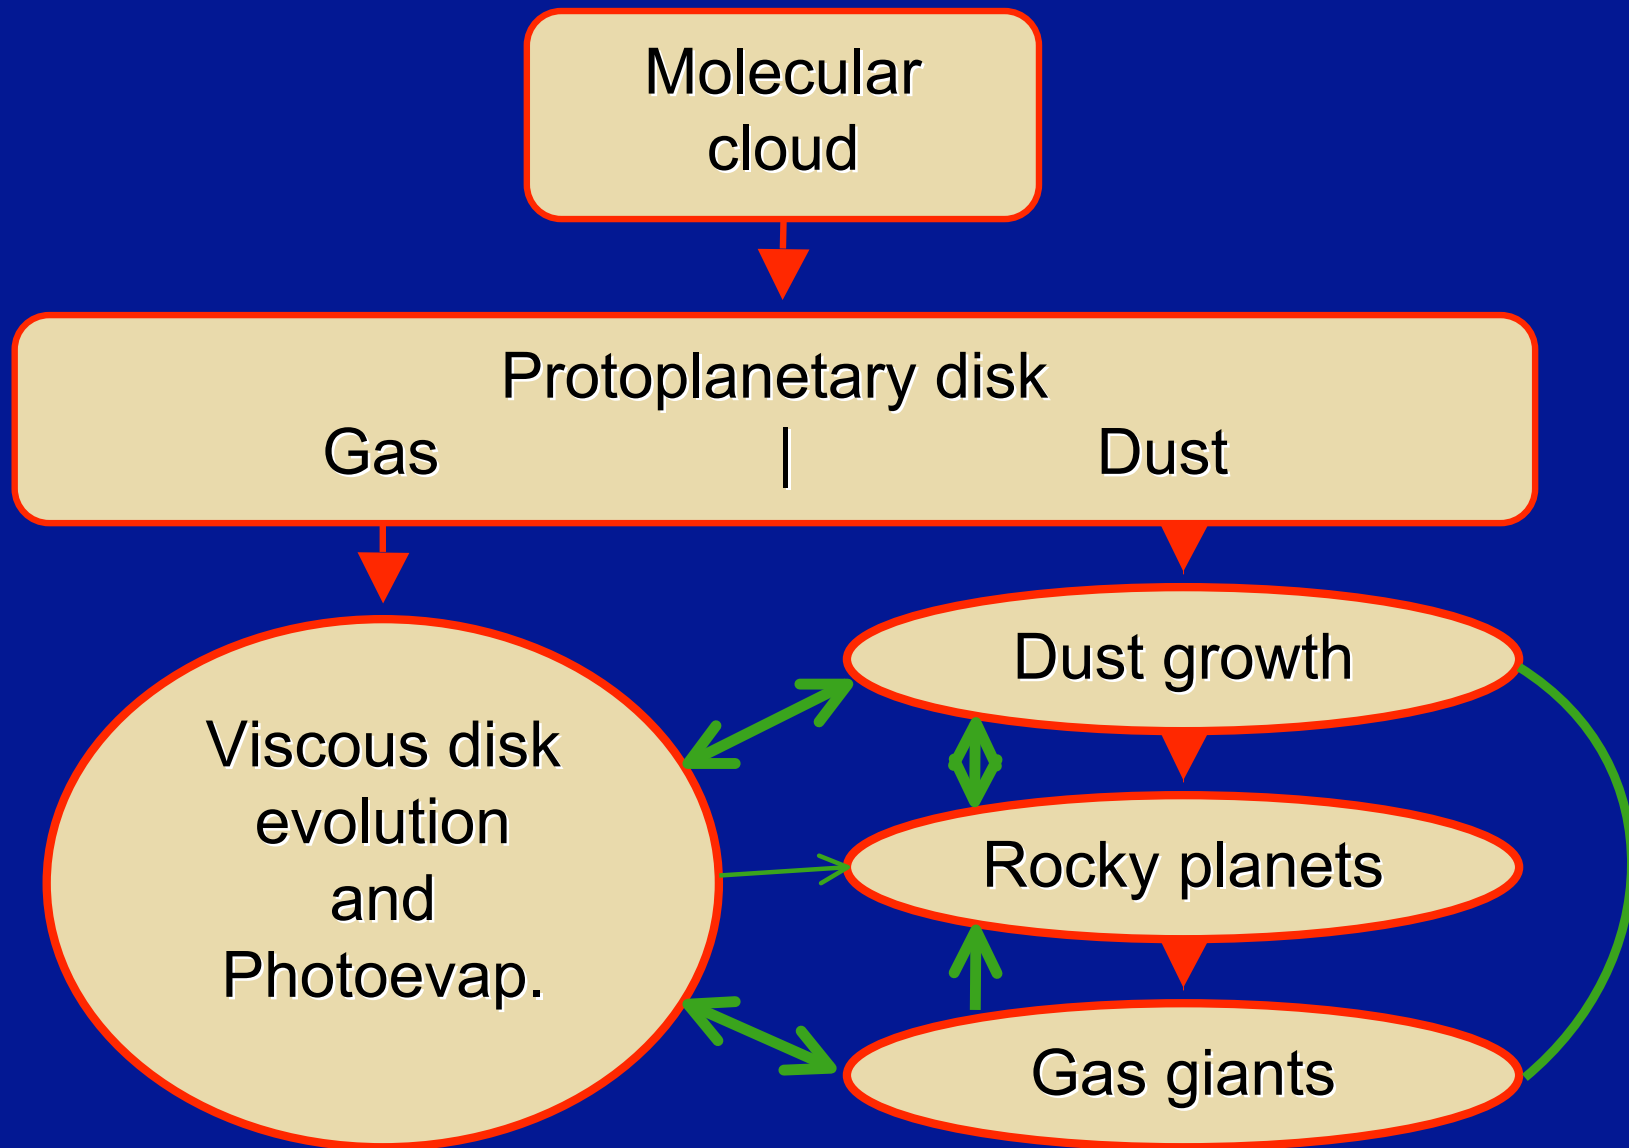 Molecular
cloud
Protoplanetary disk
Gas | Dust
Viscous disk
evolution
and
Photoevap.
Dust growth
Rocky planets
Gas giants